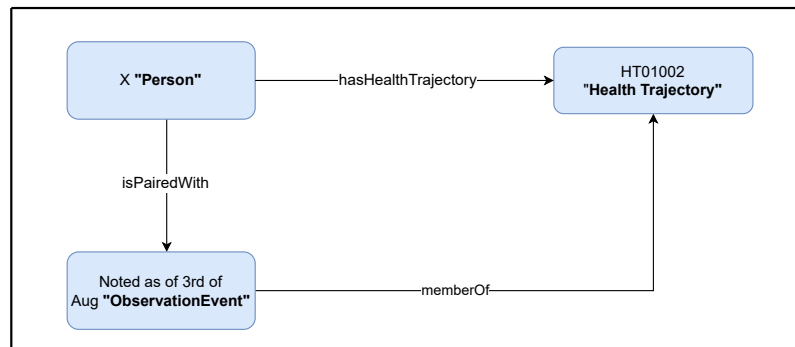 X "Person"
hasHealthTrajectory
HT01002
"Health Trajectory"
isPairedWith
Noted as of 3rd of
Aug "ObservationEvent"
memberOf